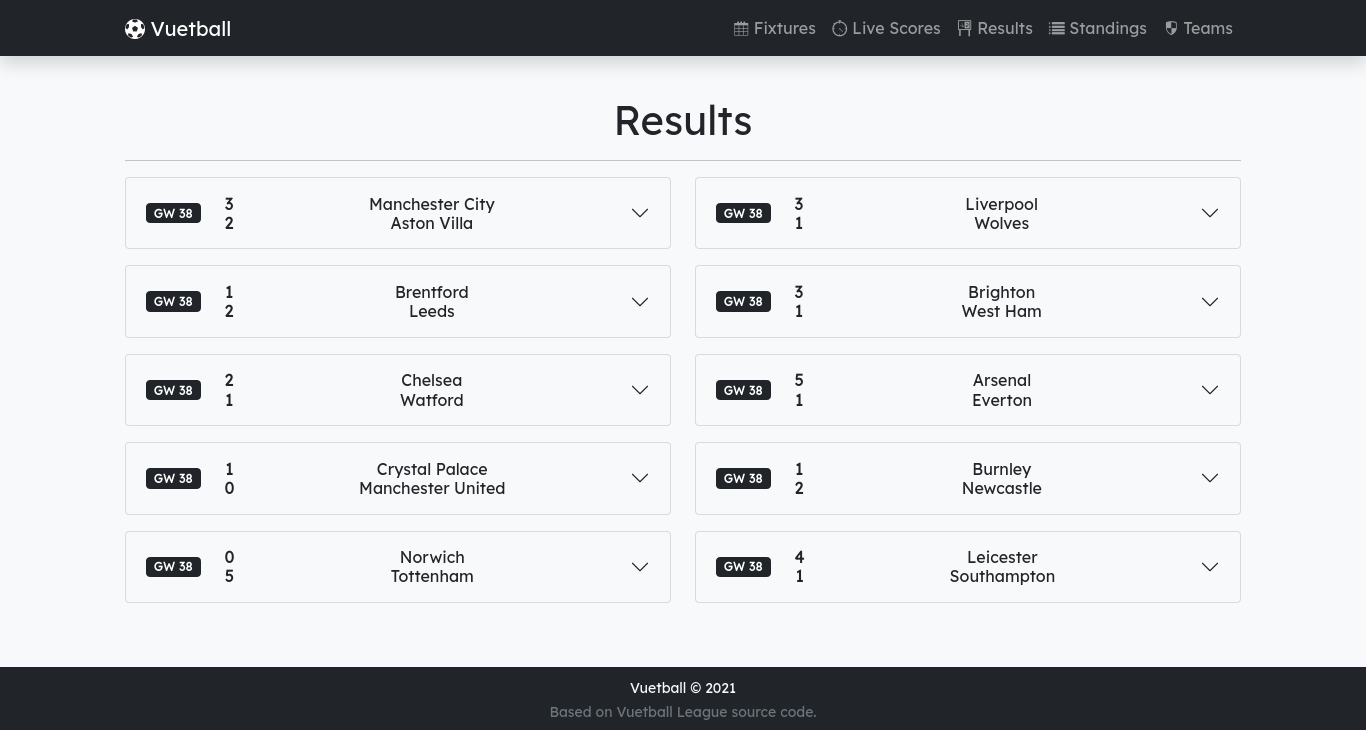 Vuetball
Fixtures
Live Scores
Results
Standings
Teams
Results
GW 38
3
2
Manchester City
Aston Villa
GW 38
3
1
Liverpool
Wolves
GW 38
1
2
Brentford
Leeds
GW 38
3
1
Brighton
West Ham
GW 38
2
1
Chelsea
Watford
GW 38
5
1
Arsenal
Everton
GW 38
1
0
Crystal Palace
Manchester United
GW 38
1
2
Burnley
Newcastle
GW 38
0
5
Norwich
Tottenham
GW 38
4
1
Leicester
Southampton
Vuetball © 2021
Based on Vuetball League source code.